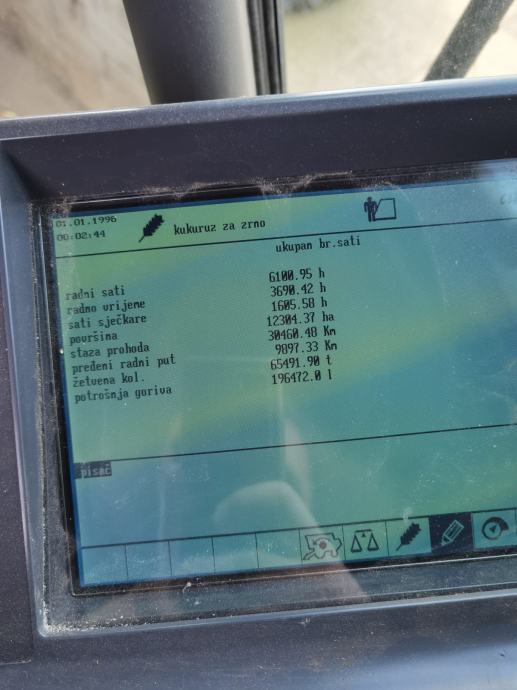 01.01.1996
00:02:44
kukuruz za zrno
ukupan br.sati
radni sati 6100.95 h
radno vrijeme 3690.42 h
sati sječkare 1605.58 h
površina 12304.37 ha
staza prohoda 30460.48 Km
pređeni radni put 9897.33 Km
žetvena kol. 65491.90 t
potrošnja goriva 196472.0 l
pisač